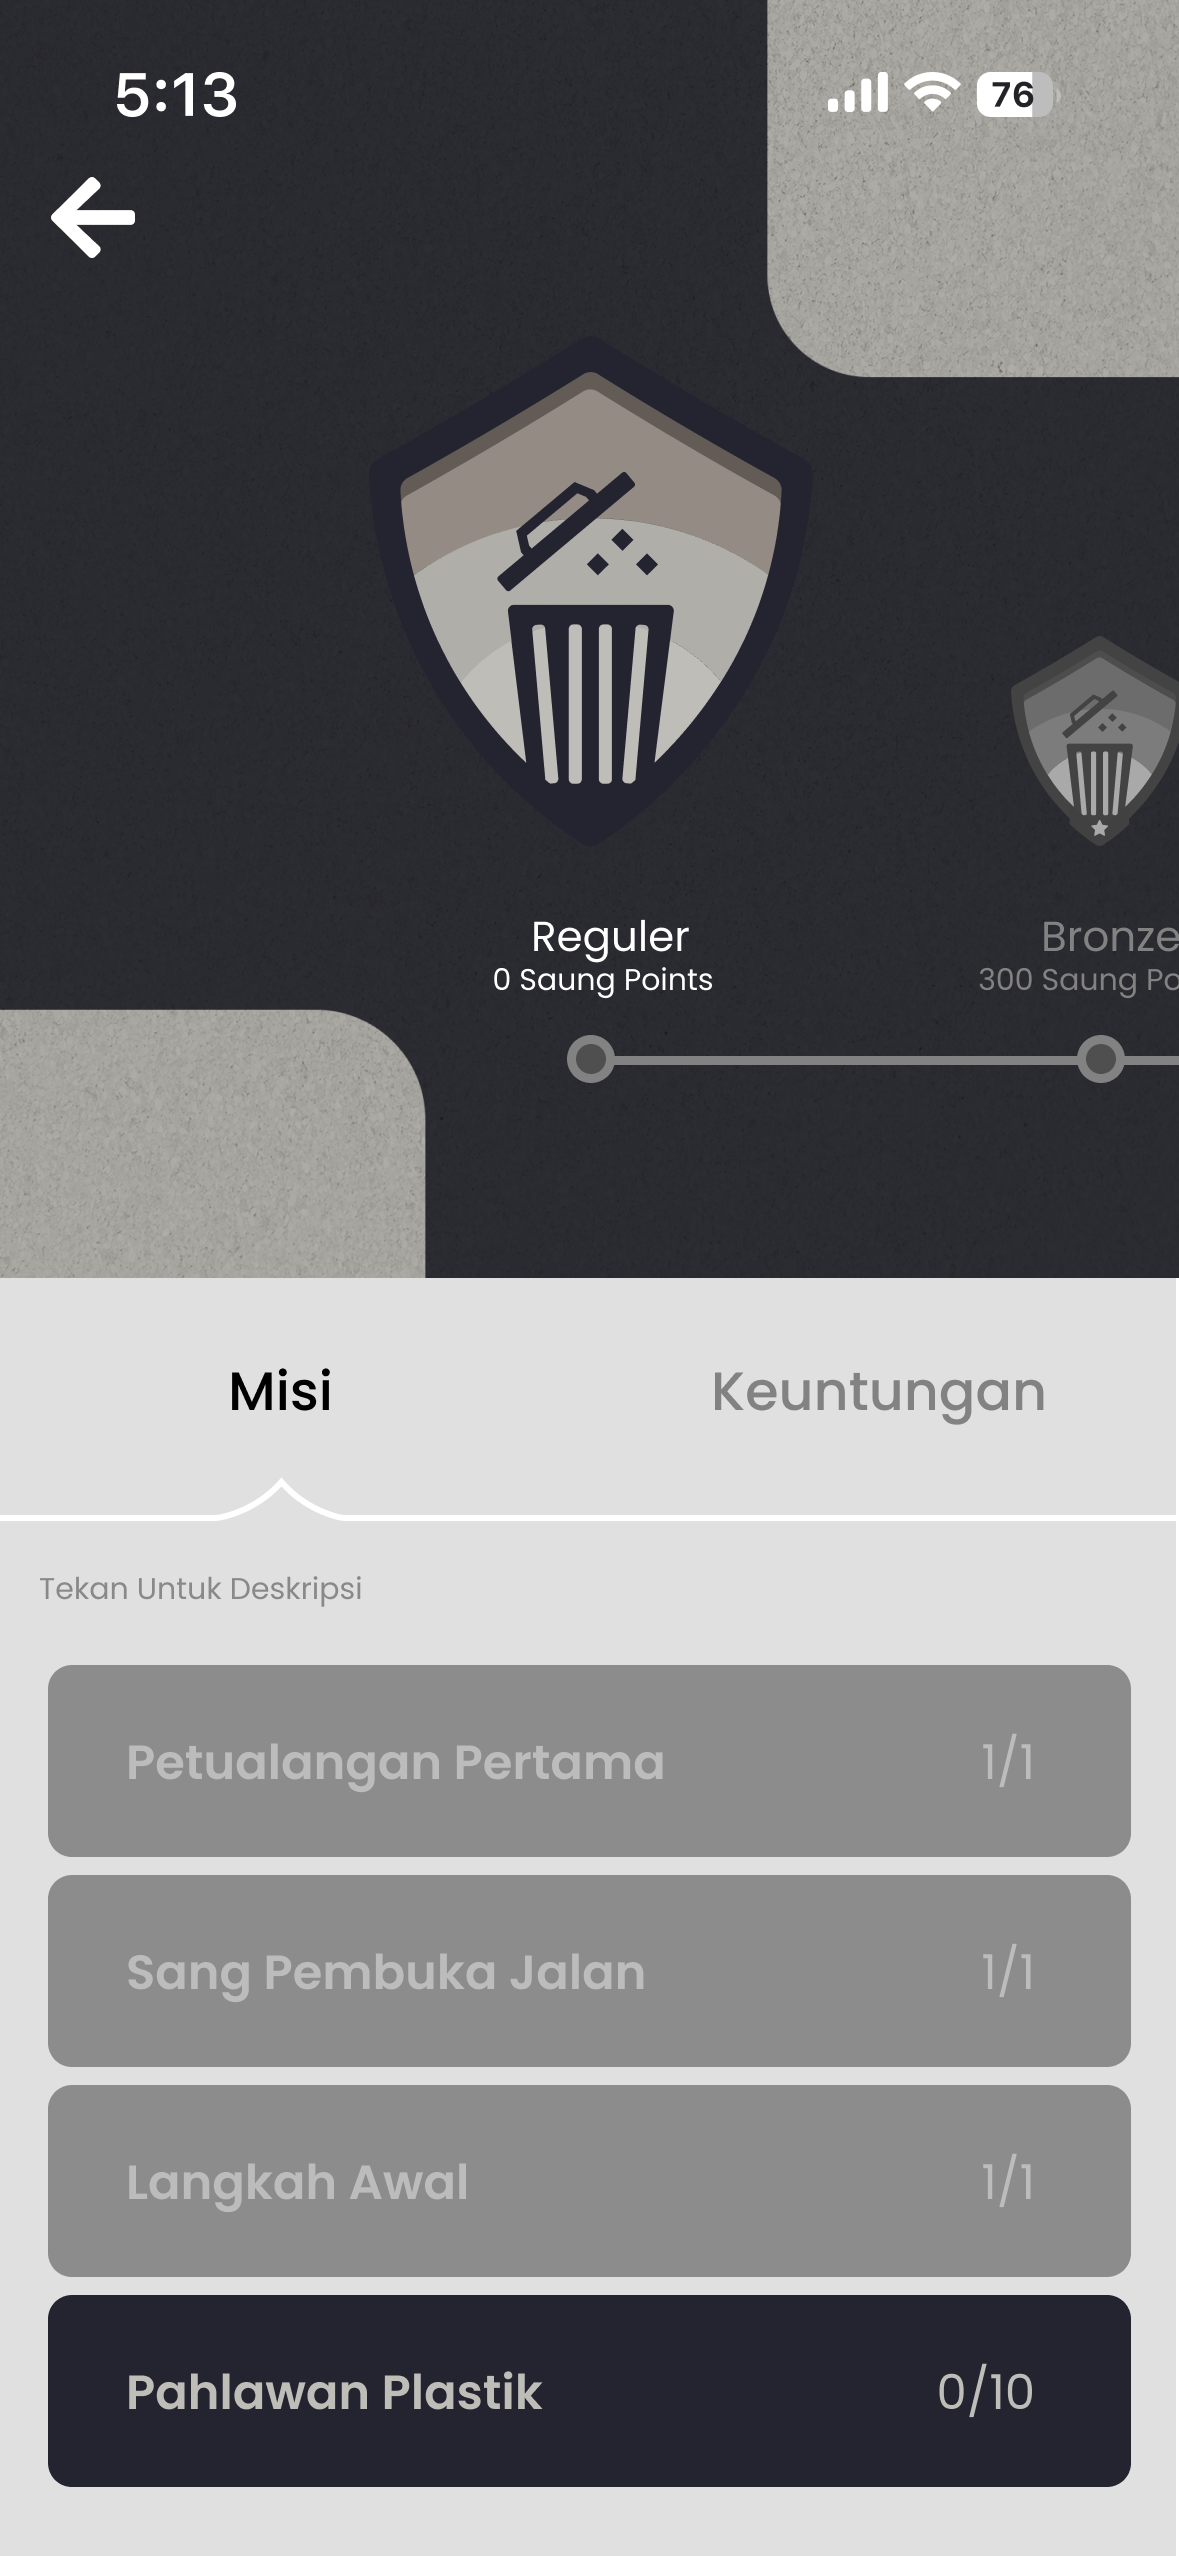 5:13
76
Reguler
0 Saung Points
Bronze
300 Saung Po
Misi
Keuntungan
Tekan Untuk Deskripsi
Petualangan Pertama 1/1
Sang Pembuka Jalan 1/1
Langkah Awal 1/1
Pahlawan Plastik 0/10